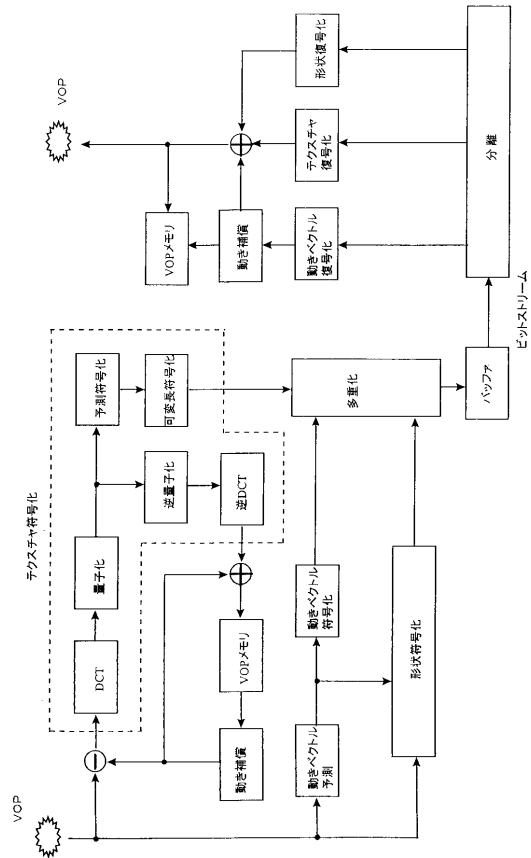 VOP
テクスチャ符号化
DCT
量子化
予測符号化
可変長符号化
逆量子化
逆DCT
VOPメモリ
動き補償
動きベクトル
予測
動きベクトル
符号化
形状符号化
多重化
バッファ
ビットストリーム
分離
動きベクトル
復号化
テクスチャ
復号化
形状復号化
動き補償
VOPメモリ
VOP